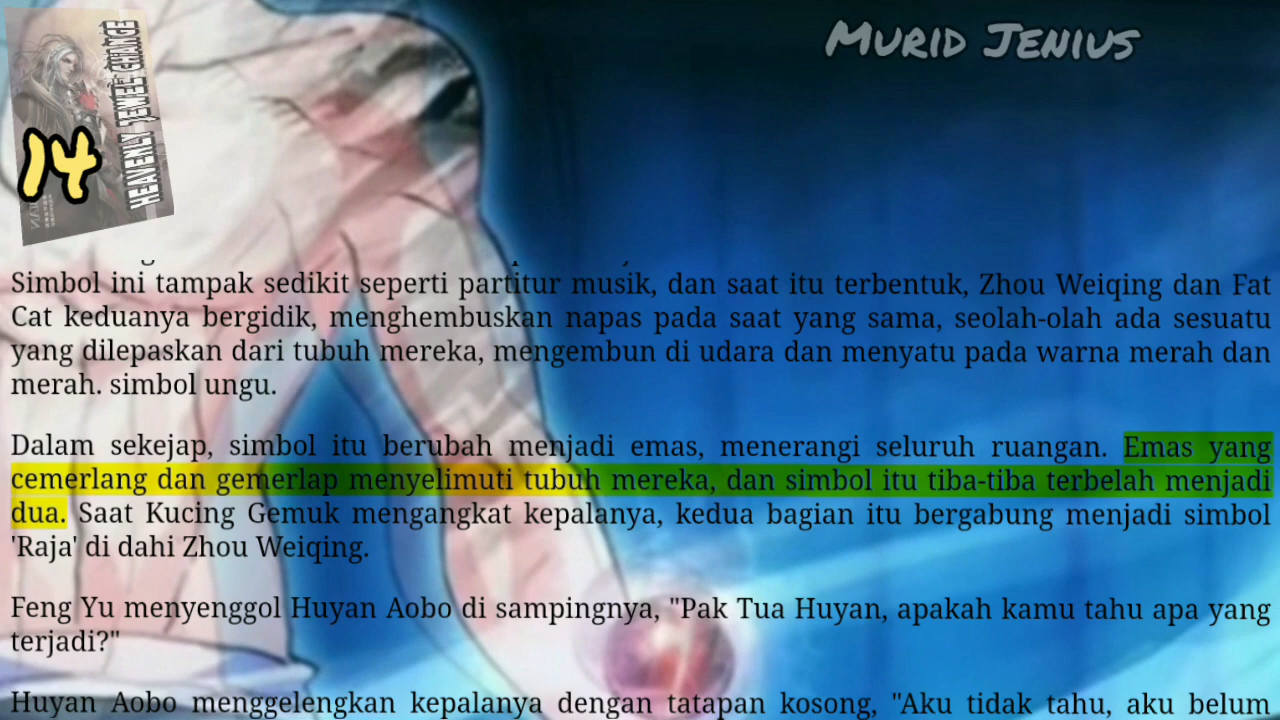 MURID JENIUS
HEAVENLY JEWEL CHANGE
14
Simbol ini tampak sedikit seperti partitur musik, dan saat itu terbentuk, Zhou Weiqing dan Fat
Cat keduanya bergidik, menghembuskan napas pada saat yang sama, seolah-olah ada sesuatu
yang dilepaskan dari tubuh mereka, mengembun di udara dan menyatu pada warna merah dan
merah. simbol ungu.
Dalam sekejap, simbol itu berubah menjadi emas, menerangi seluruh ruangan. Emas yang
cemerlang dan gemerlap menyelimuti tubuh mereka, dan simbol itu tiba-tiba terbelah menjadi
dua. Saat Kucing Gemuk mengangkat kepalanya, kedua bagian itu bergabung menjadi simbol
'Raja' di dahi Zhou Weiqing.
Feng Yu menyenggol Huyan Aobo di sampingnya, "Pak Tua Huyan, apakah kamu tahu apa yang
terjadi?"
Huyan Aobo menggelengkan kepalanya dengan tatapan kosong, "Aku tidak tahu, aku belum